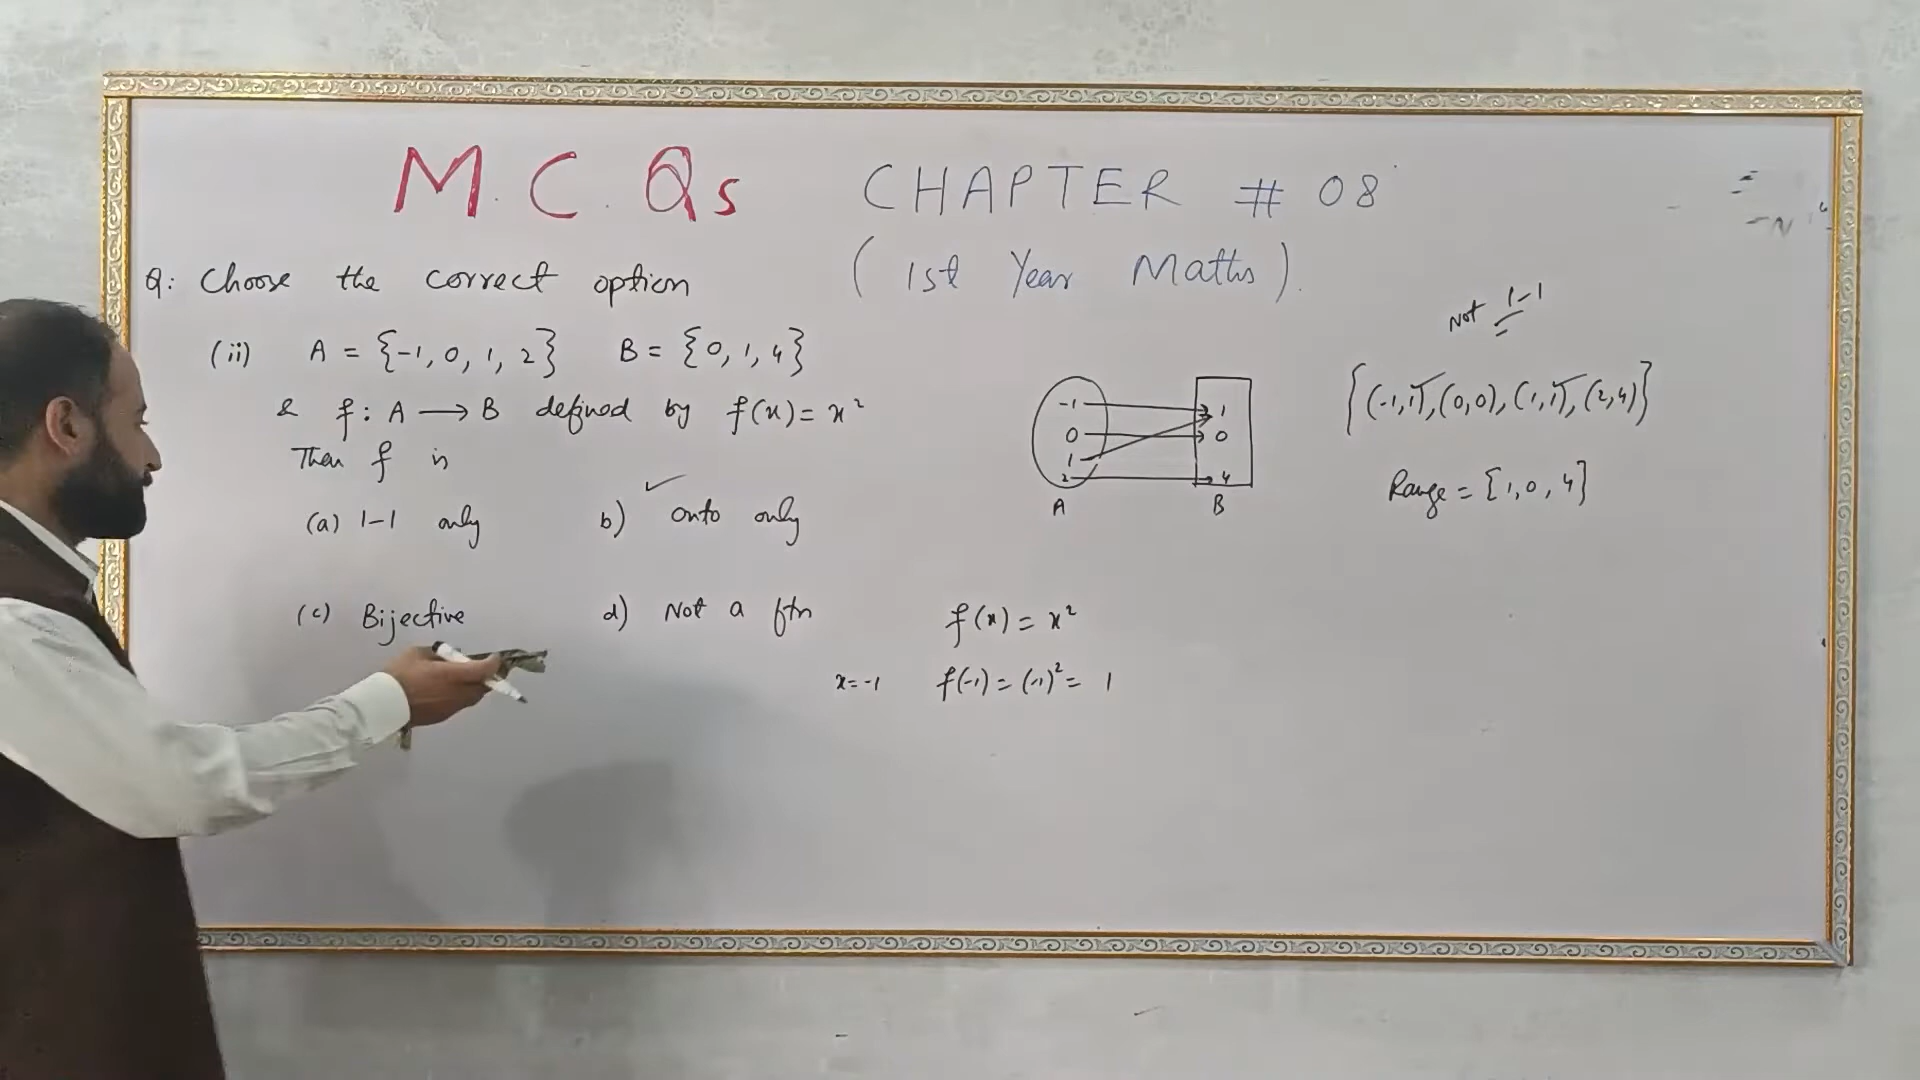 M.C.Qs CHAPTER # 08
(1st Year Maths).
Q: Choose the correct option
(ii) A = {-1, 0, 1, 2} B = {0, 1, 4}
& f: A → B defined by f(x) = x²
Then f is
(a) 1-1 only b) ✓ onto only
(c) Bijective d) Not a ftn
-1 1
0 0
1
2 4
A B
f(x) = x²
x = -1 f(-1) = (-1)² = 1
Not 1-1
{(-1,1), (0,0), (1,1), (2,4)}
Range = {1, 0, 4}